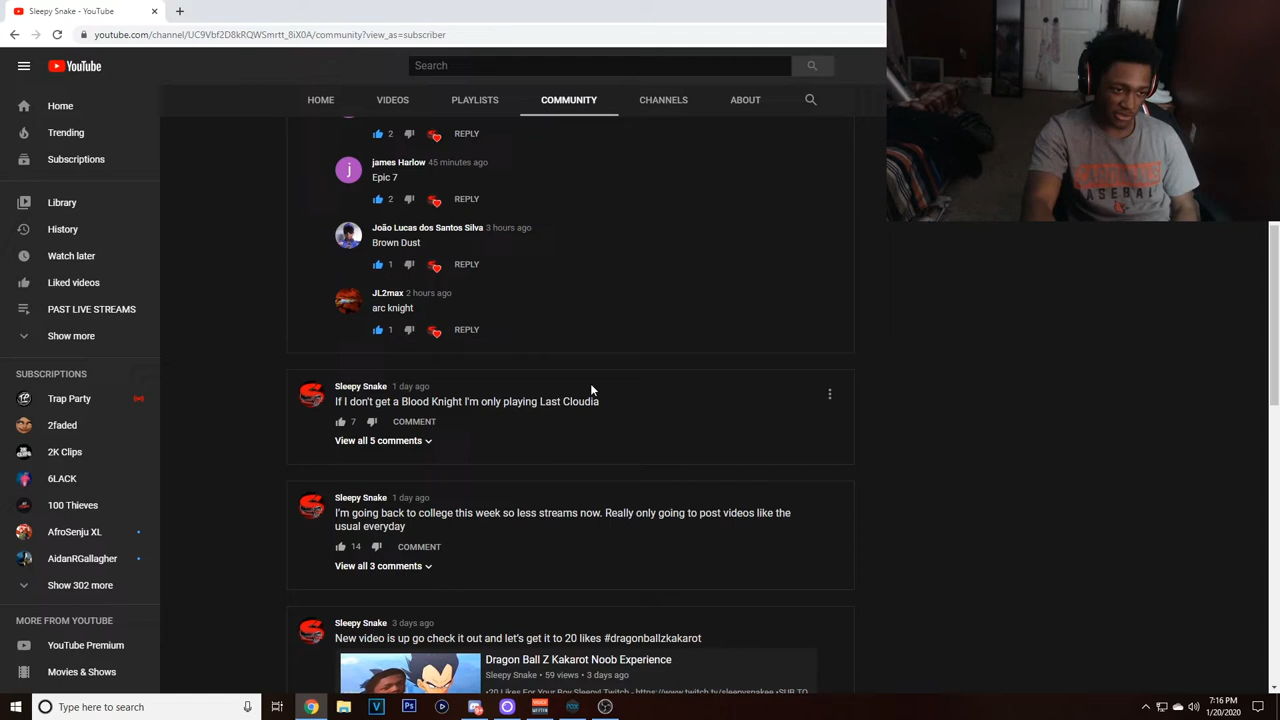 Sleepy Snake - YouTube
youtube.com/channel/UC9Vbf2D8kRQWSmrtt_8iX0A/community?view_as=subscriber
YouTube
Search
HOME VIDEOS PLAYLISTS COMMUNITY CHANNELS ABOUT
Home
Trending
Subscriptions
Library
History
Watch later
Liked videos
PAST LIVE STREAMS
Show more
SUBSCRIPTIONS
Trap Party
2faded
2K Clips
6LACK
100 Thieves
AfroSenju XL
AidanRGallagher
Show 302 more
MORE FROM YOUTUBE
YouTube Premium
Movies & Shows
2 REPLY
j
james Harlow 45 minutes ago
Epic 7
2 REPLY
João Lucas dos Santos Silva 3 hours ago
Brown Dust
1 REPLY
JL2max 2 hours ago
arc knight
1 REPLY
Sleepy Snake 1 day ago
If I don't get a Blood Knight I'm only playing Last Cloudia
7 COMMENT
View all 5 comments
Sleepy Snake 1 day ago
I'm going back to college this week so less streams now. Really only going to post videos like the
usual everyday
14 COMMENT
View all 3 comments
Sleepy Snake 3 days ago
New video is up go check it out and let's get it to 20 likes #dragonballzkakarot
Dragon Ball Z Kakarot Noob Experience
Sleepy Snake • 59 views • 3 days ago
Type here to search
7:16 PM
1/20/2020